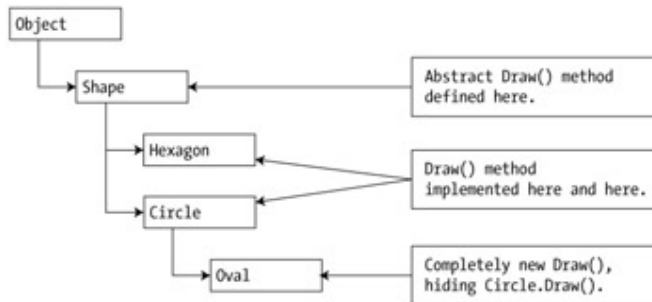 Object
Shape
Abstract Draw() method
defined here.
Hexagon
Draw() method
implemented here and here.
Circle
Oval
Completely new Draw(),
hiding Circle.Draw().